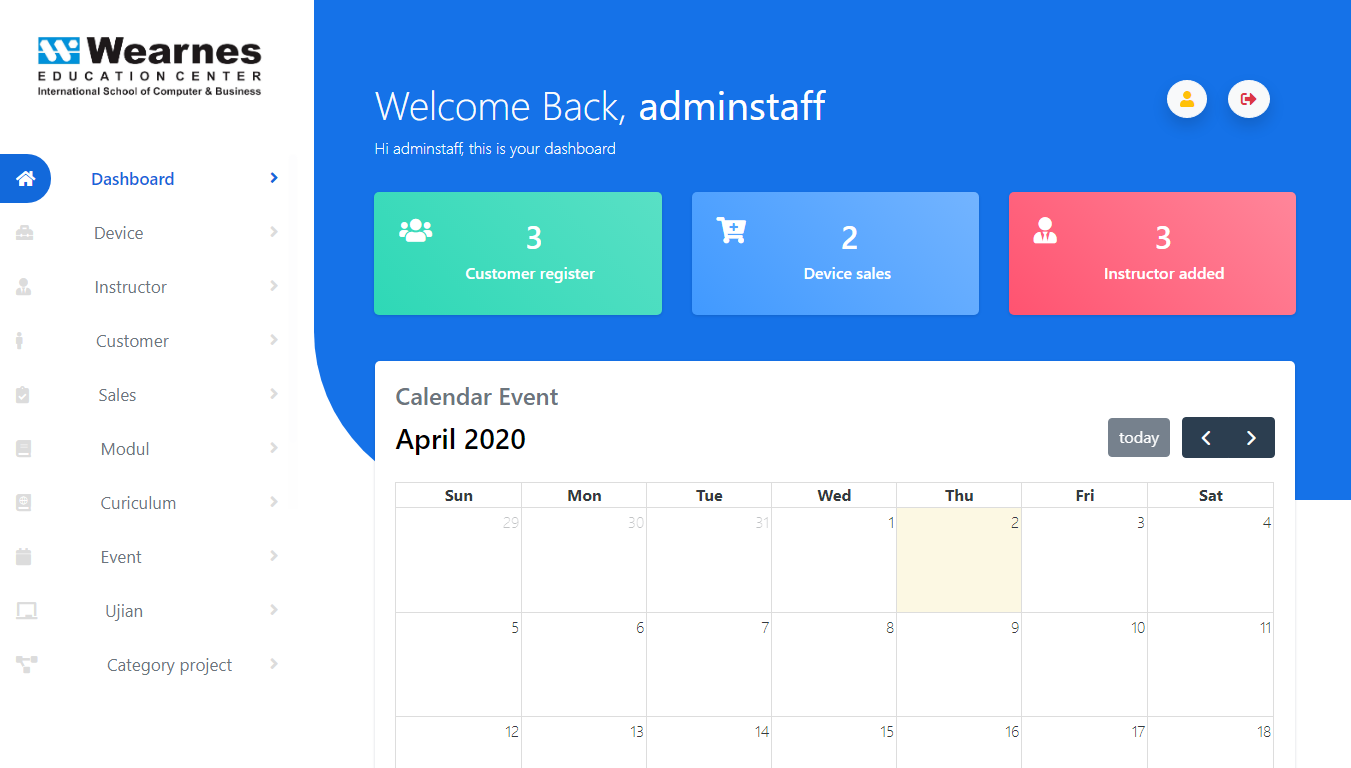 Wearnes
EDUCATION CENTER
International School of Computer & Business
Dashboard
Device
Instructor
Customer
Sales
Modul
Curiculum
Event
Ujian
Category project
Welcome Back, adminstaff
Hi adminstaff, this is your dashboard
3
Customer register
2
Device sales
3
Instructor added
Calendar Event
April 2020
today
Sun Mon Tue Wed Thu Fri Sat
29 30 31 1 2 3 4
5 6 7 8 9 10 11
12 13 14 15 16 17 18